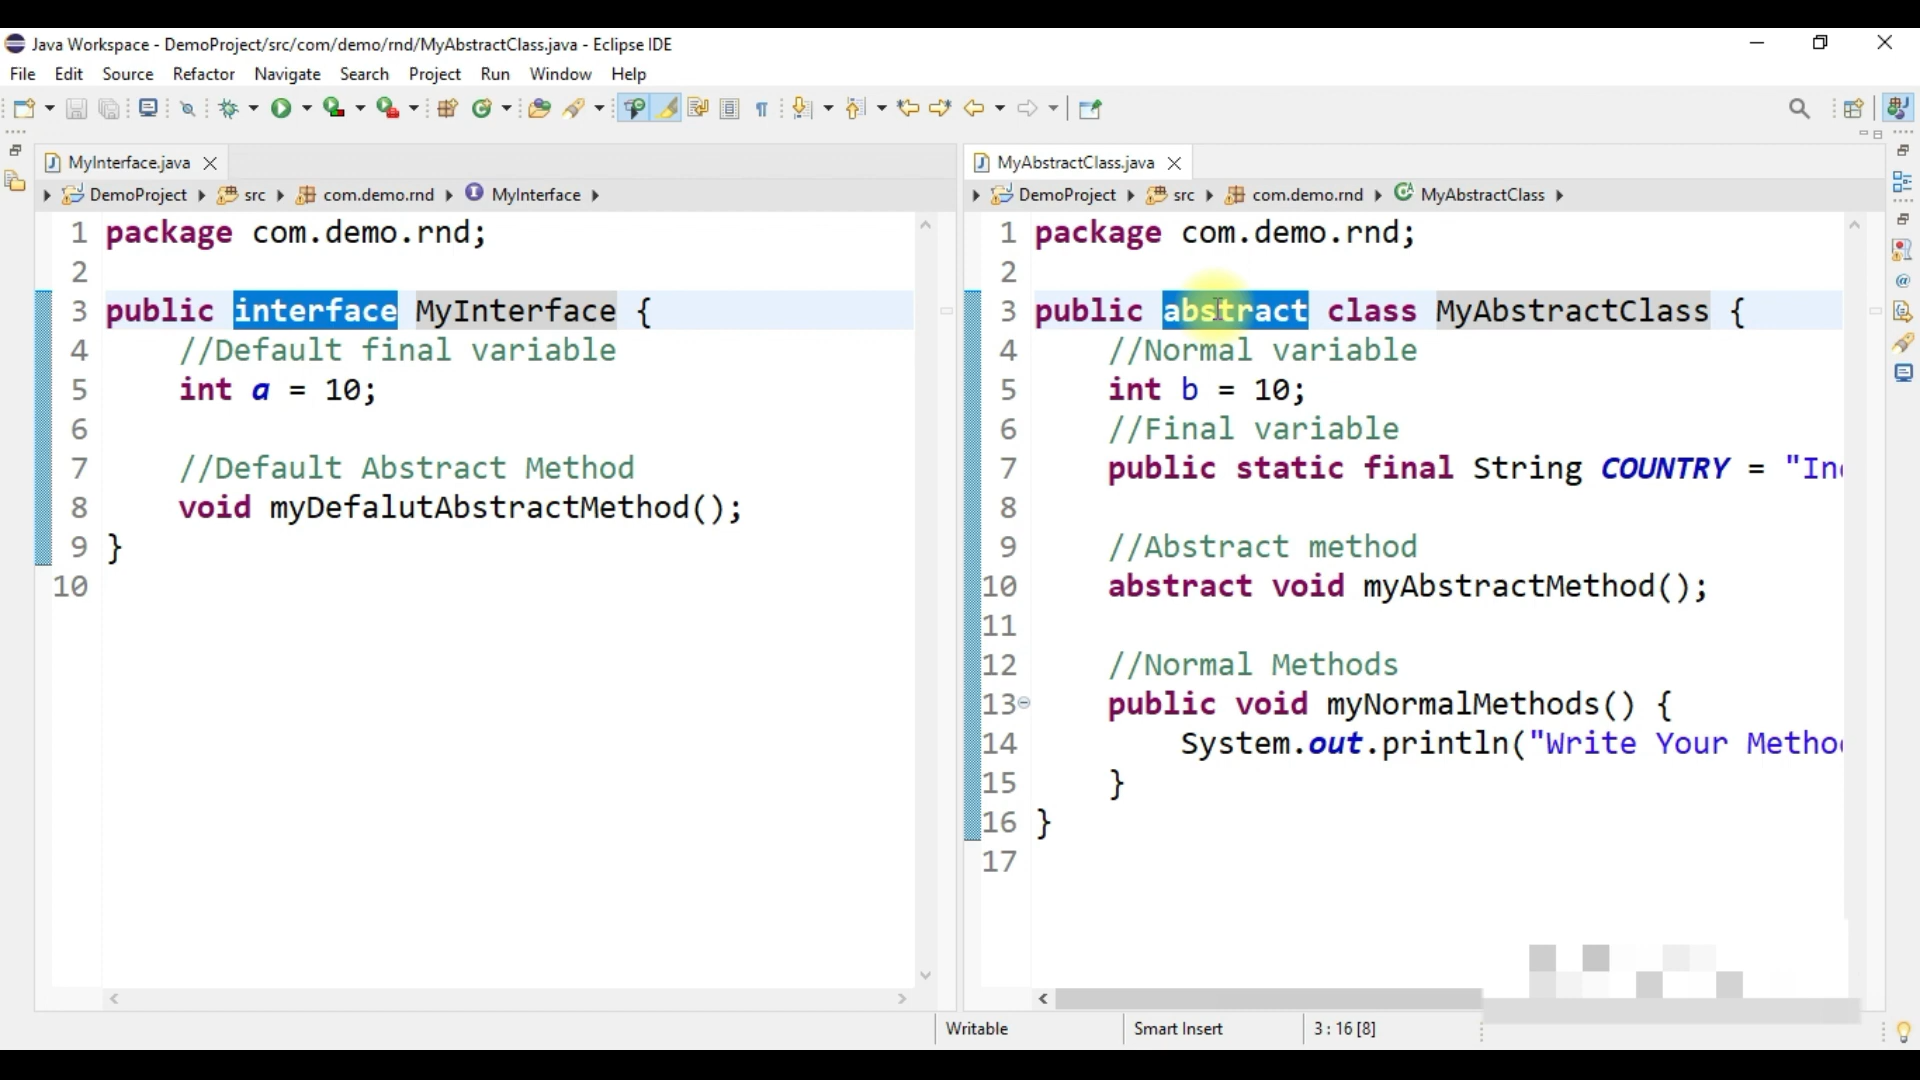 Java Workspace - DemoProject/src/com/demo/rnd/MyAbstractClass.java - Eclipse IDE
File Edit Source Refactor Navigate Search Project Run Window Help
MyInterface.java
DemoProject src com.demo.rnd MyInterface
1 package com.demo.rnd;
2
3 public interface MyInterface {
4 //Default final variable
5 int a = 10;
6
7 //Default Abstract Method
8 void myDefalutAbstractMethod();
9 }
10
MyAbstractClass.java
DemoProject src com.demo.rnd MyAbstractClass
1 package com.demo.rnd;
2
3 public abstract class MyAbstractClass {
4 //Normal variable
5 int b = 10;
6 //Final variable
7 public static final String COUNTRY = "In
8
9 //Abstract method
10 abstract void myAbstractMethod();
11
12 //Normal Methods
13 public void myNormalMethods() {
14 System.out.println("Write Your Metho
15 }
16 }
17
Writable Smart Insert 3 : 16 [8]